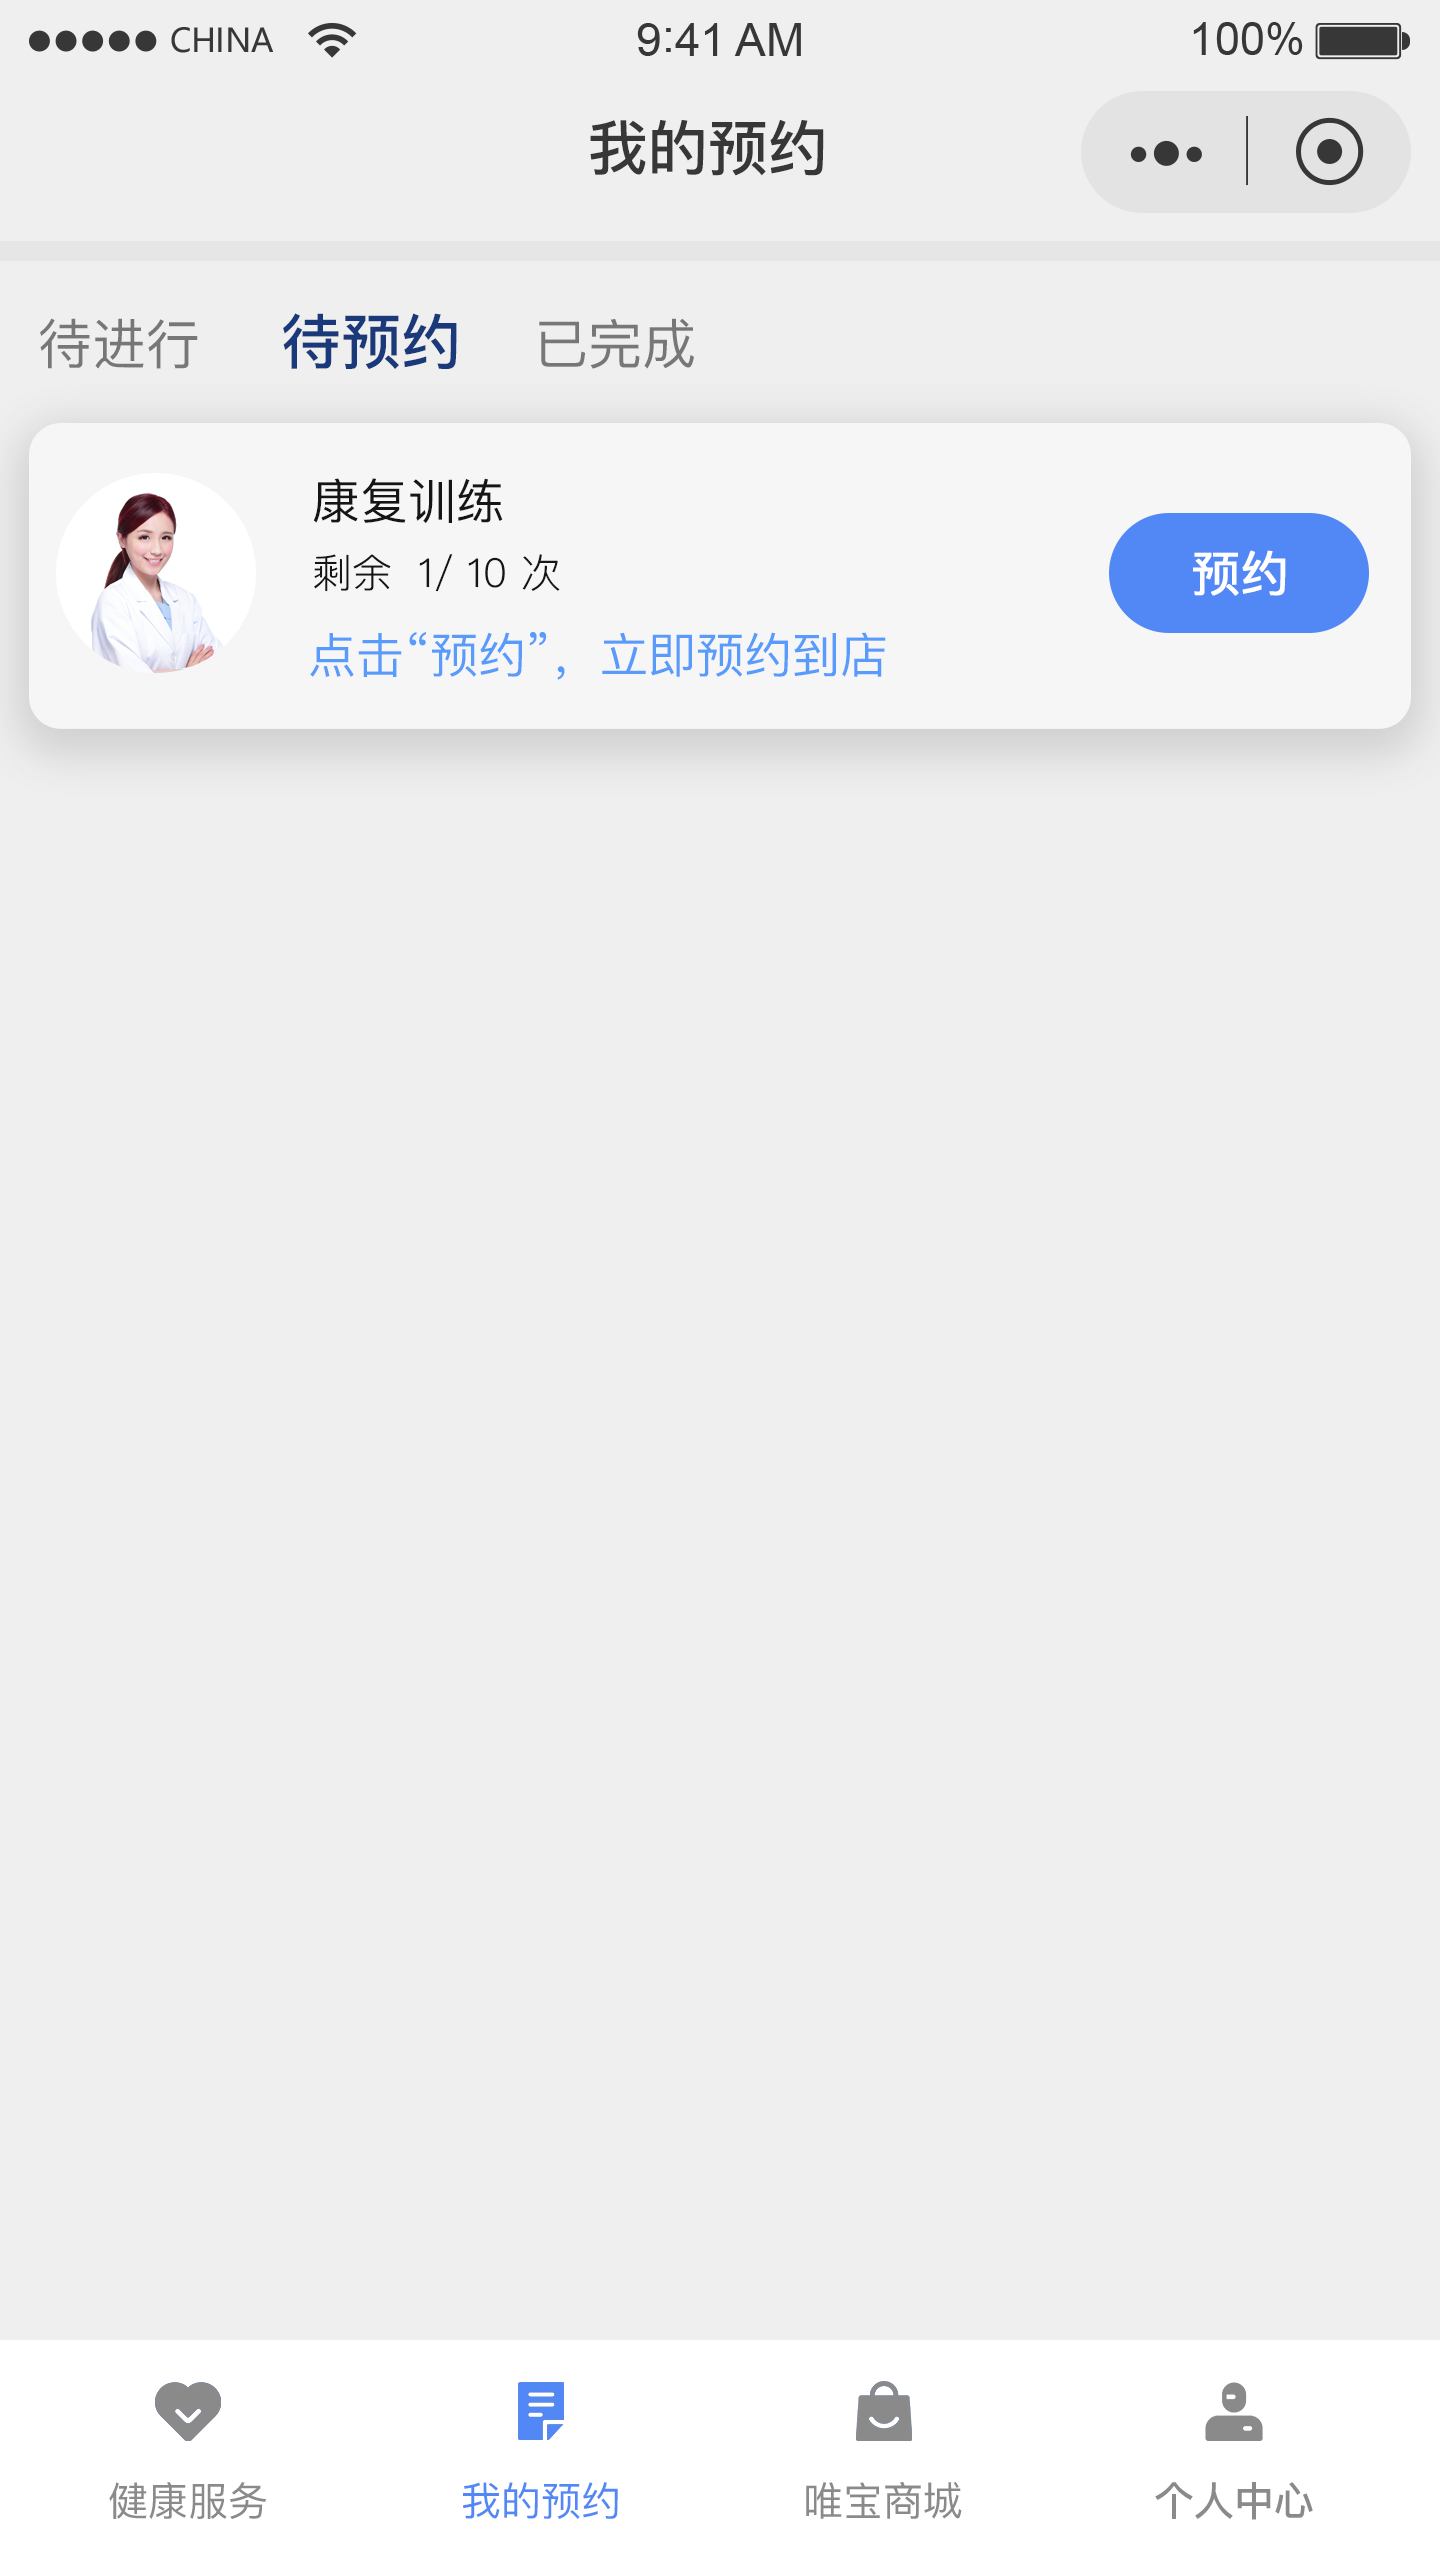 CHINA 9:41 AM 100%
我的预约
待进行 待预约 已完成
康复训练
剩余 1/ 10 次
预约
点击“预约”，立即预约到店
健康服务 我的预约 唯宝商城 个人中心